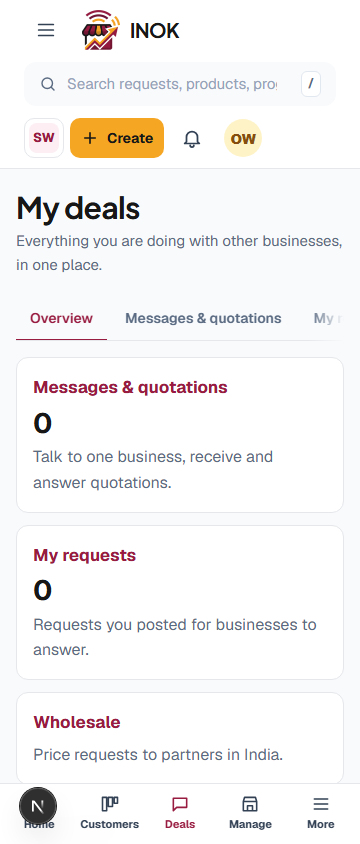 INOK
Search requests, products, pro
/
SW
+ Create
OW
My deals
Everything you are doing with other businesses,
in one place.
Overview
Messages & quotations
My r
Messages & quotations
0
Talk to one business, receive and
answer quotations.
My requests
0
Requests you posted for businesses to
answer.
Wholesale
Price requests to partners in India.
N
Home
Customers
Deals
Manage
More